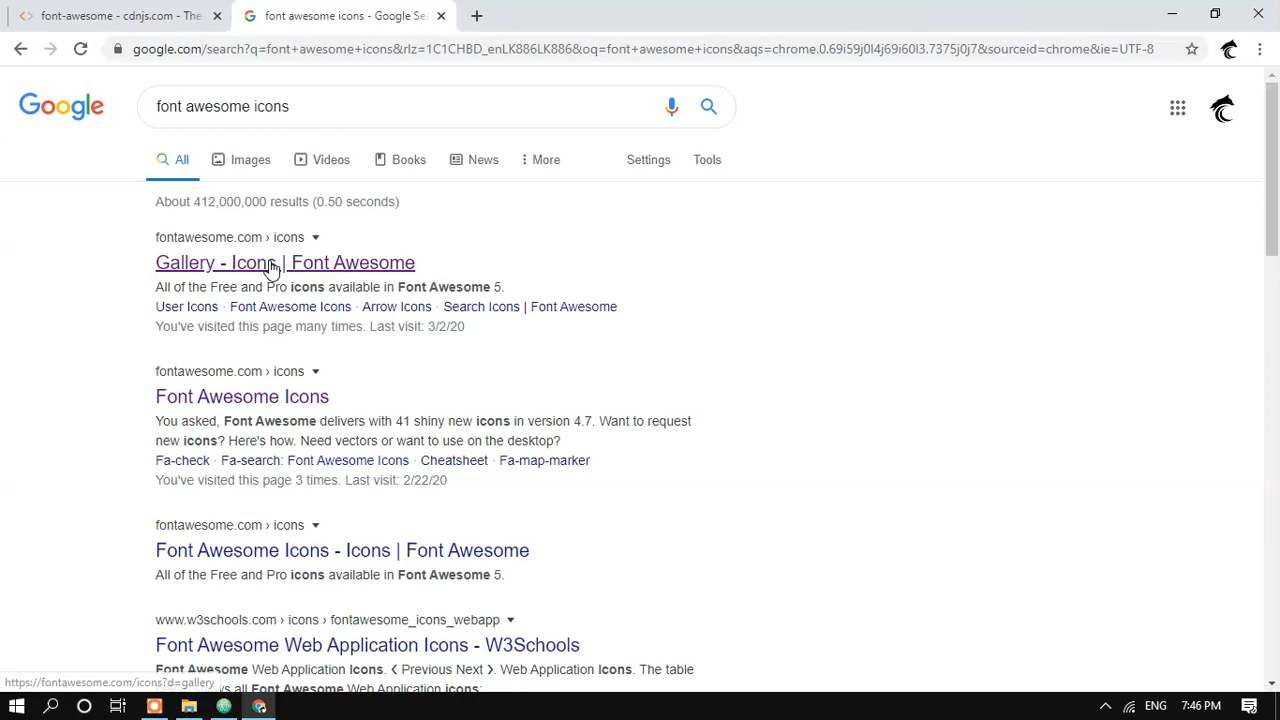 font-awesome - cdnjs.com - The
font awesome icons - Google Se
google.com/search?q=font+awesome+icons&rlz=1C1CHBD_enLK886LK886&oq=font+awesome+icons&aqs=chrome.0.69i59j0l4j69i60l3.7375j0j7&sourceid=chrome&ie=UTF-8
Google
font awesome icons
All Images Videos Books News More Settings Tools
About 412,000,000 results (0.50 seconds)
fontawesome.com › icons
Gallery - Icons | Font Awesome
All of the Free and Pro icons available in Font Awesome 5.
User Icons · Font Awesome Icons · Arrow Icons · Search Icons | Font Awesome
You've visited this page many times. Last visit: 3/2/20
fontawesome.com › icons
Font Awesome Icons
You asked, Font Awesome delivers with 41 shiny new icons in version 4.7. Want to request
new icons? Here's how. Need vectors or want to use on the desktop?
Fa-check · Fa-search: Font Awesome Icons · Cheatsheet · Fa-map-marker
You've visited this page 3 times. Last visit: 2/22/20
fontawesome.com › icons
Font Awesome Icons - Icons | Font Awesome
All of the Free and Pro icons available in Font Awesome 5.
www.w3schools.com › icons › fontawesome_icons_webapp
Font Awesome Web Application Icons - W3Schools
Font Awesome Web Application Icons. ❮ Previous Next ❯. Web Application Icons. The table
all Font Awesome Web Application icons:
https://fontawesome.com/icons?d=gallery
ENG 7:46 PM